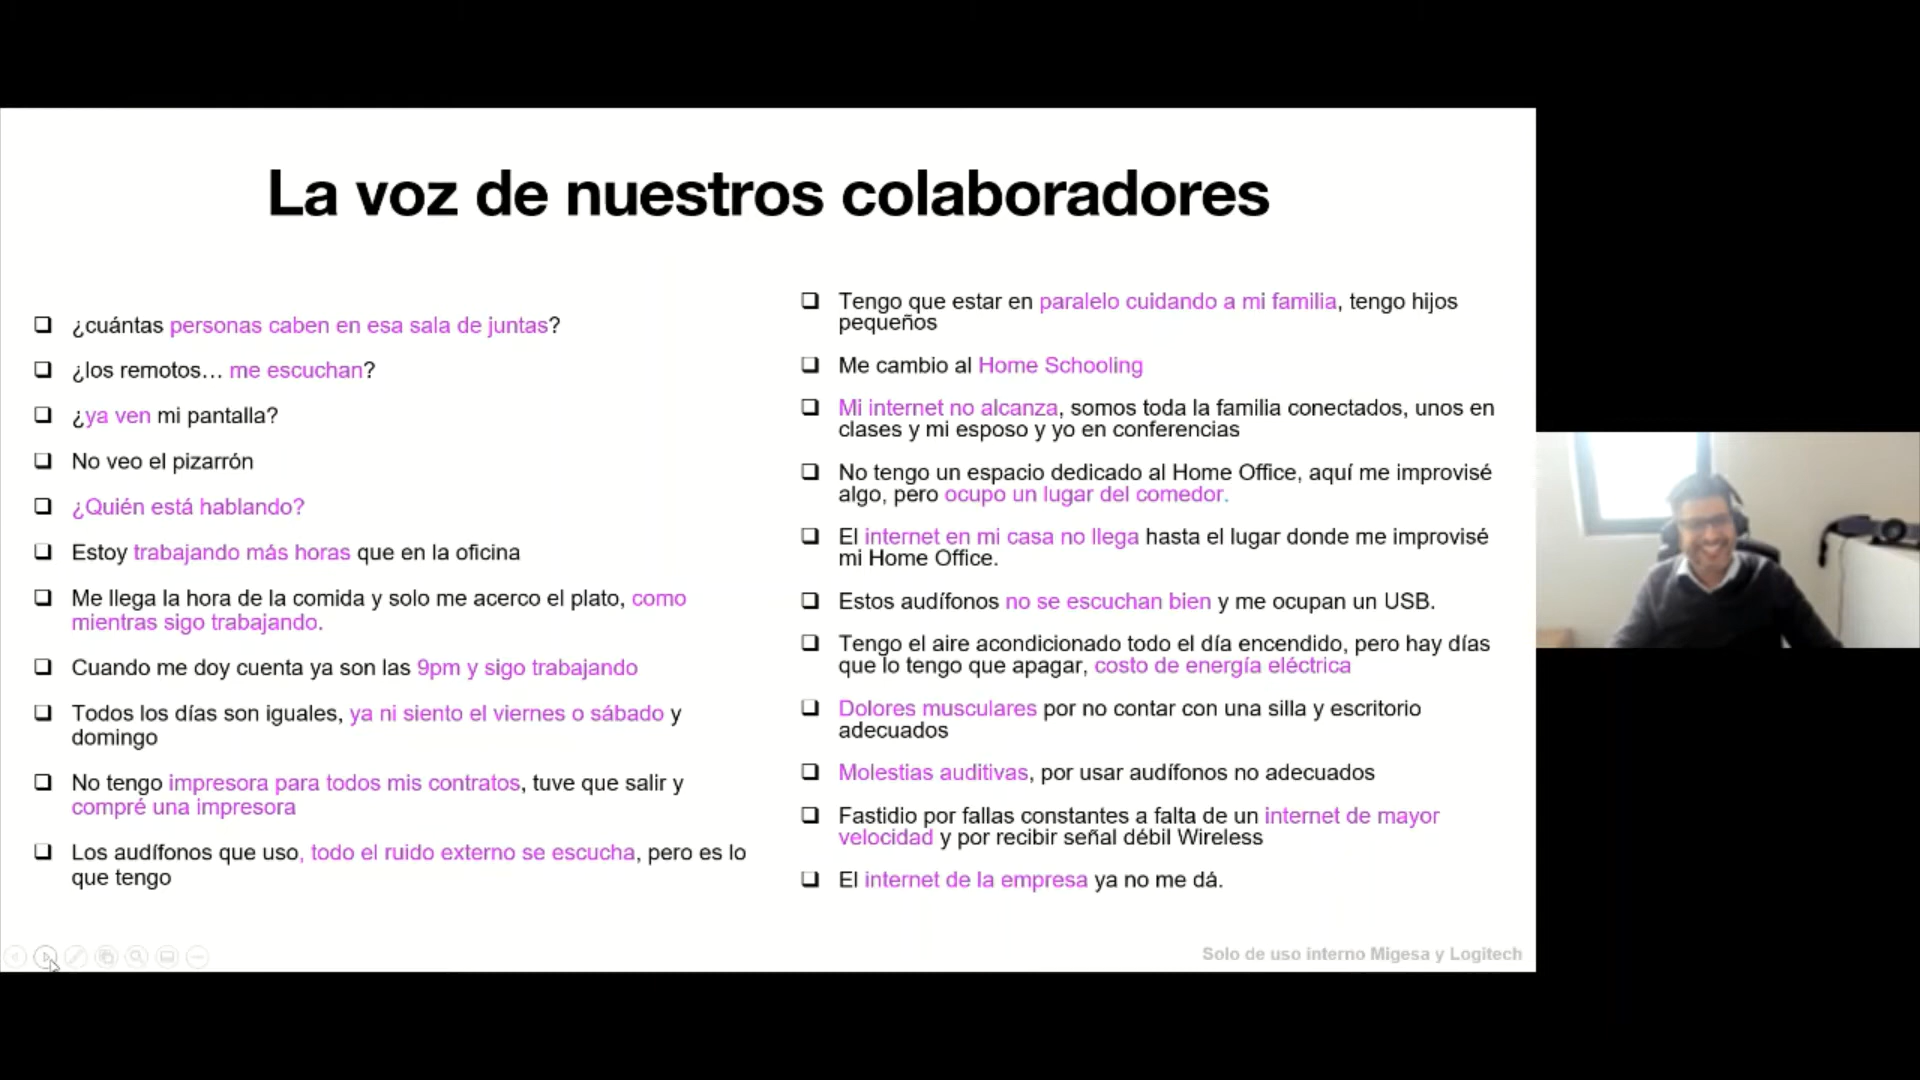 La voz de nuestros colaboradores
¿cuántas personas caben en esa sala de juntas?
¿los remotos… me escuchan?
¿ya ven mi pantalla?
No veo el pizarrón
¿Quién está hablando?
Estoy trabajando más horas que en la oficina
Me llega la hora de la comida y solo me acerco el plato, como
mientras sigo trabajando.
Cuando me doy cuenta ya son las 9pm y sigo trabajando
Todos los días son iguales, ya ni siento el viernes o sábado y
domingo
No tengo impresora para todos mis contratos, tuve que salir y
compré una impresora
Los audífonos que uso, todo el ruido externo se escucha, pero es lo
que tengo
Tengo que estar en paralelo cuidando a mi familia, tengo hijos
pequeños
Me cambio al Home Schooling
Mi internet no alcanza, somos toda la familia conectados, unos en
clases y mi esposo y yo en conferencias
No tengo un espacio dedicado al Home Office, aquí me improvisé
algo, pero ocupo un lugar del comedor.
El internet en mi casa no llega hasta el lugar donde me improvisé
mi Home Office.
Estos audífonos no se escuchan bien y me ocupan un USB.
Tengo el aire acondicionado todo el día encendido, pero hay días
que lo tengo que apagar, costo de energía eléctrica
Dolores musculares por no contar con una silla y escritorio
adecuados
Molestias auditivas, por usar audífonos no adecuados
Fastidio por fallas constantes a falta de un internet de mayor
velocidad y por recibir señal débil Wireless
El internet de la empresa ya no me dá.
Solo de uso interno Migesa y Logitech